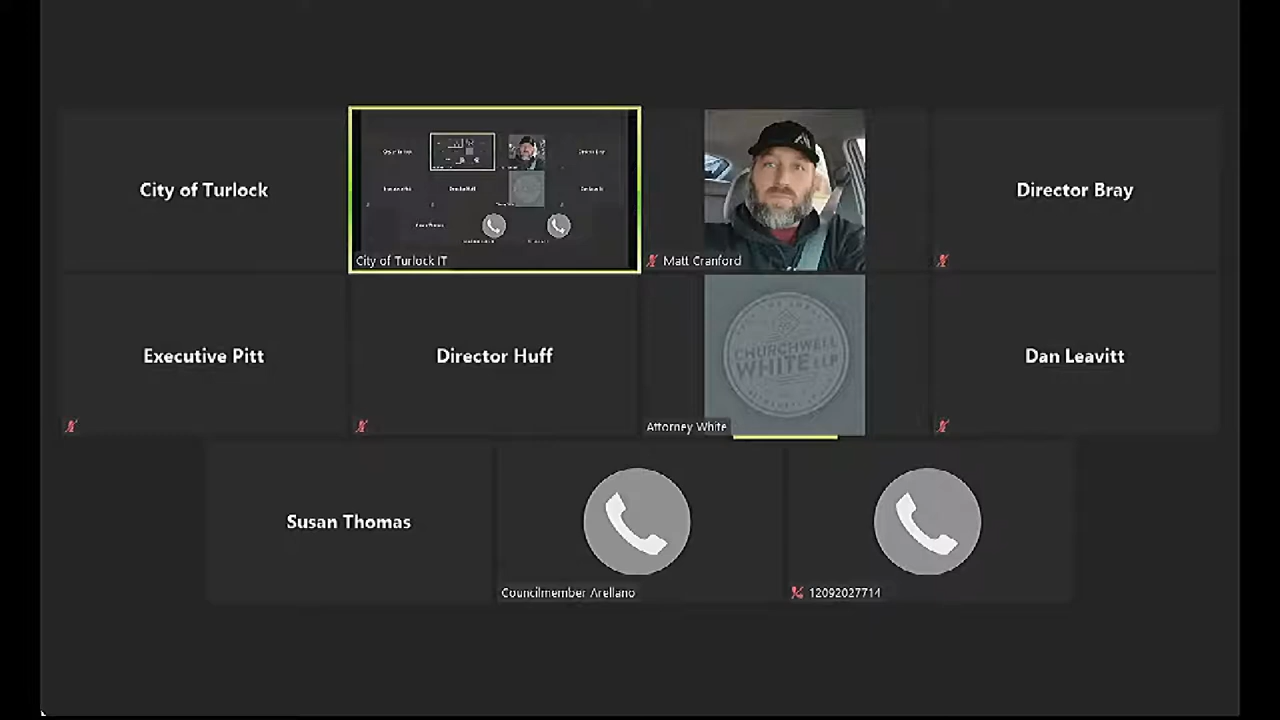 City of Turlock
City of Turlock IT
Matt Cranford
Director Bray
Executive Pitt
Director Huff
CHURCHWELL
WHITE LLP
Attorney White
Dan Leavitt
Susan Thomas
Councilmember Arellano
12092027714